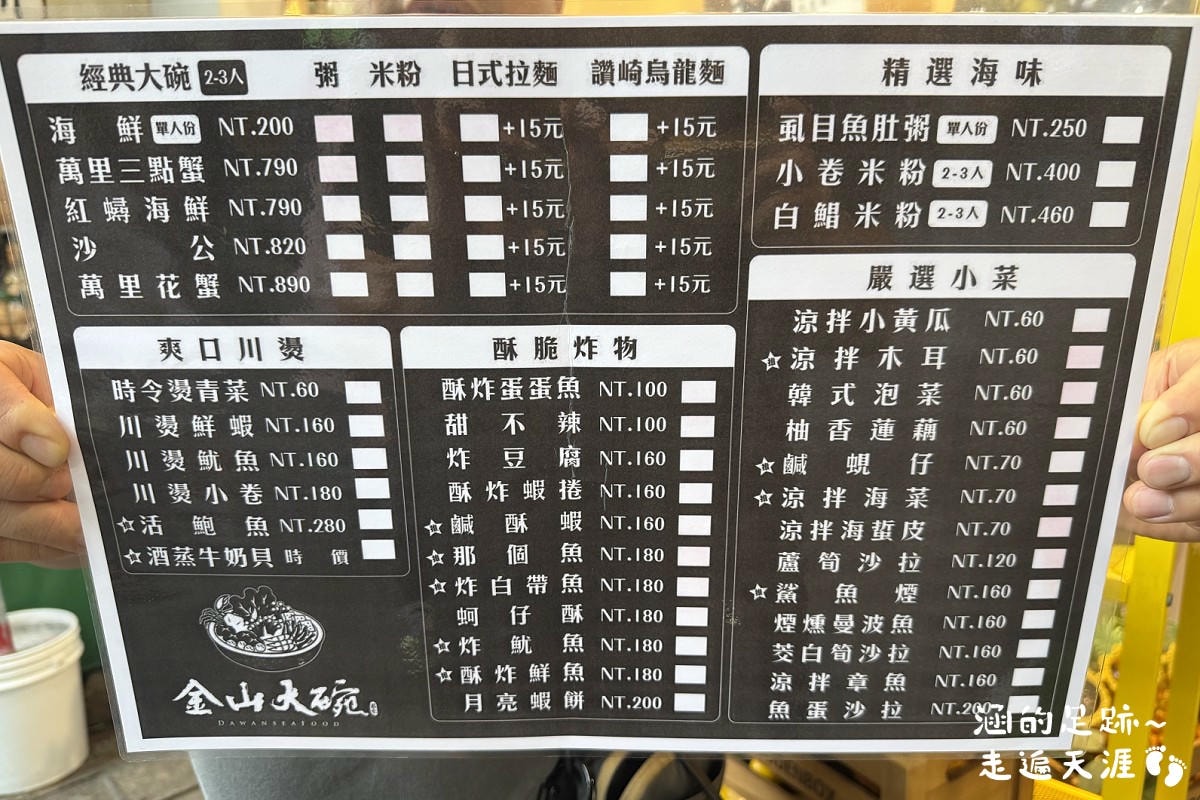 經典大碗 2-3人 粥 米粉 日式拉麵 讚崎烏龍麵
海鮮 單人份 NT.200 +15元 +15元
萬里三點蟹 NT.790 +15元 +15元
紅蟳海鮮 NT.790 +15元 +15元
沙公 NT.820 +15元 +15元
萬里花蟹 NT.890 +15元 +15元
精選海味
虱目魚肚粥 單人份 NT.250
小卷米粉 2-3人 NT.400
白鯧米粉 2-3人 NT.460
爽口川燙
時令燙青菜 NT.60
川燙鮮蝦 NT.160
川燙魷魚 NT.160
川燙小卷 NT.180
☆活鮑魚 NT.280
☆酒蒸牛奶貝 時價
酥脆炸物
酥炸蛋蛋魚 NT.100
甜不辣 NT.100
炸豆腐 NT.160
酥炸蝦捲 NT.160
☆鹹酥蝦 NT.160
☆那個魚 NT.180
☆炸白帶魚 NT.180
蚵仔酥 NT.180
☆炸魷魚 NT.180
☆酥炸鮮魚 NT.180
月亮蝦餅 NT.200
嚴選小菜
涼拌小黃瓜 NT.60
☆涼拌木耳 NT.60
韓式泡菜 NT.60
柚香蓮藕 NT.60
☆鹹蜆仔 NT.70
☆涼拌海菜 NT.70
涼拌海蜇皮 NT.70
蘆筍沙拉 NT.120
☆鯊魚煙 NT.160
煙燻曼波魚 NT.160
茭白筍沙拉 NT.160
涼拌章魚 NT.160
魚蛋沙拉 NT.200
金山大碗
DAWANSEAFOOD
涵的足跡~
走遍天涯